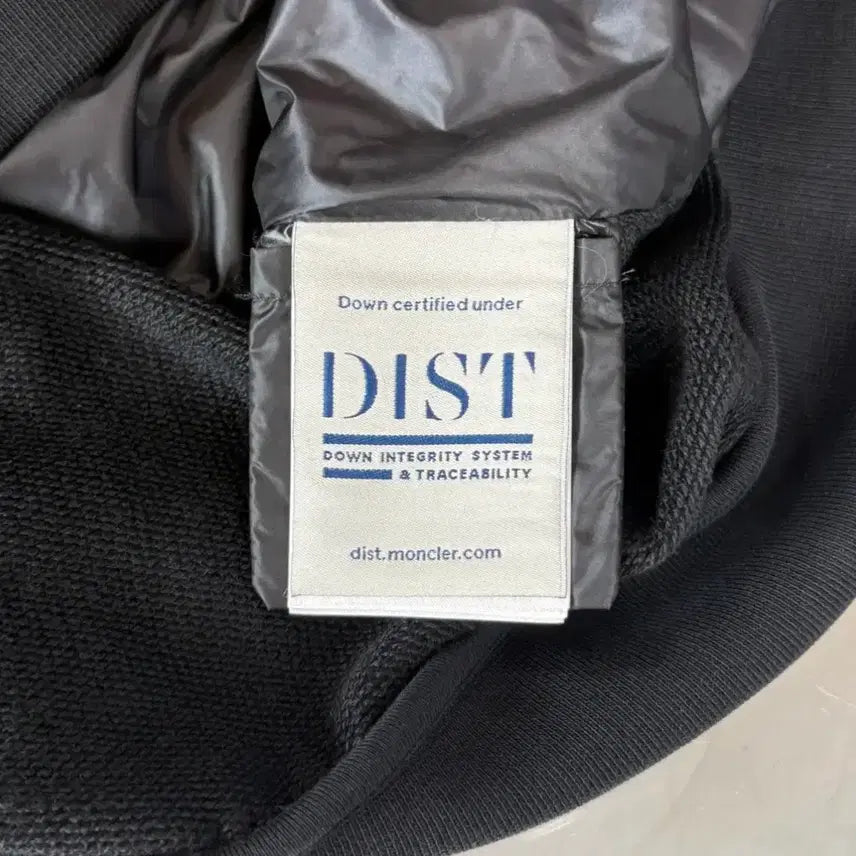 Down certified under
DIST
DOWN INTEGRITY SYSTEM
& TRACEABILITY
dist.moncler.com